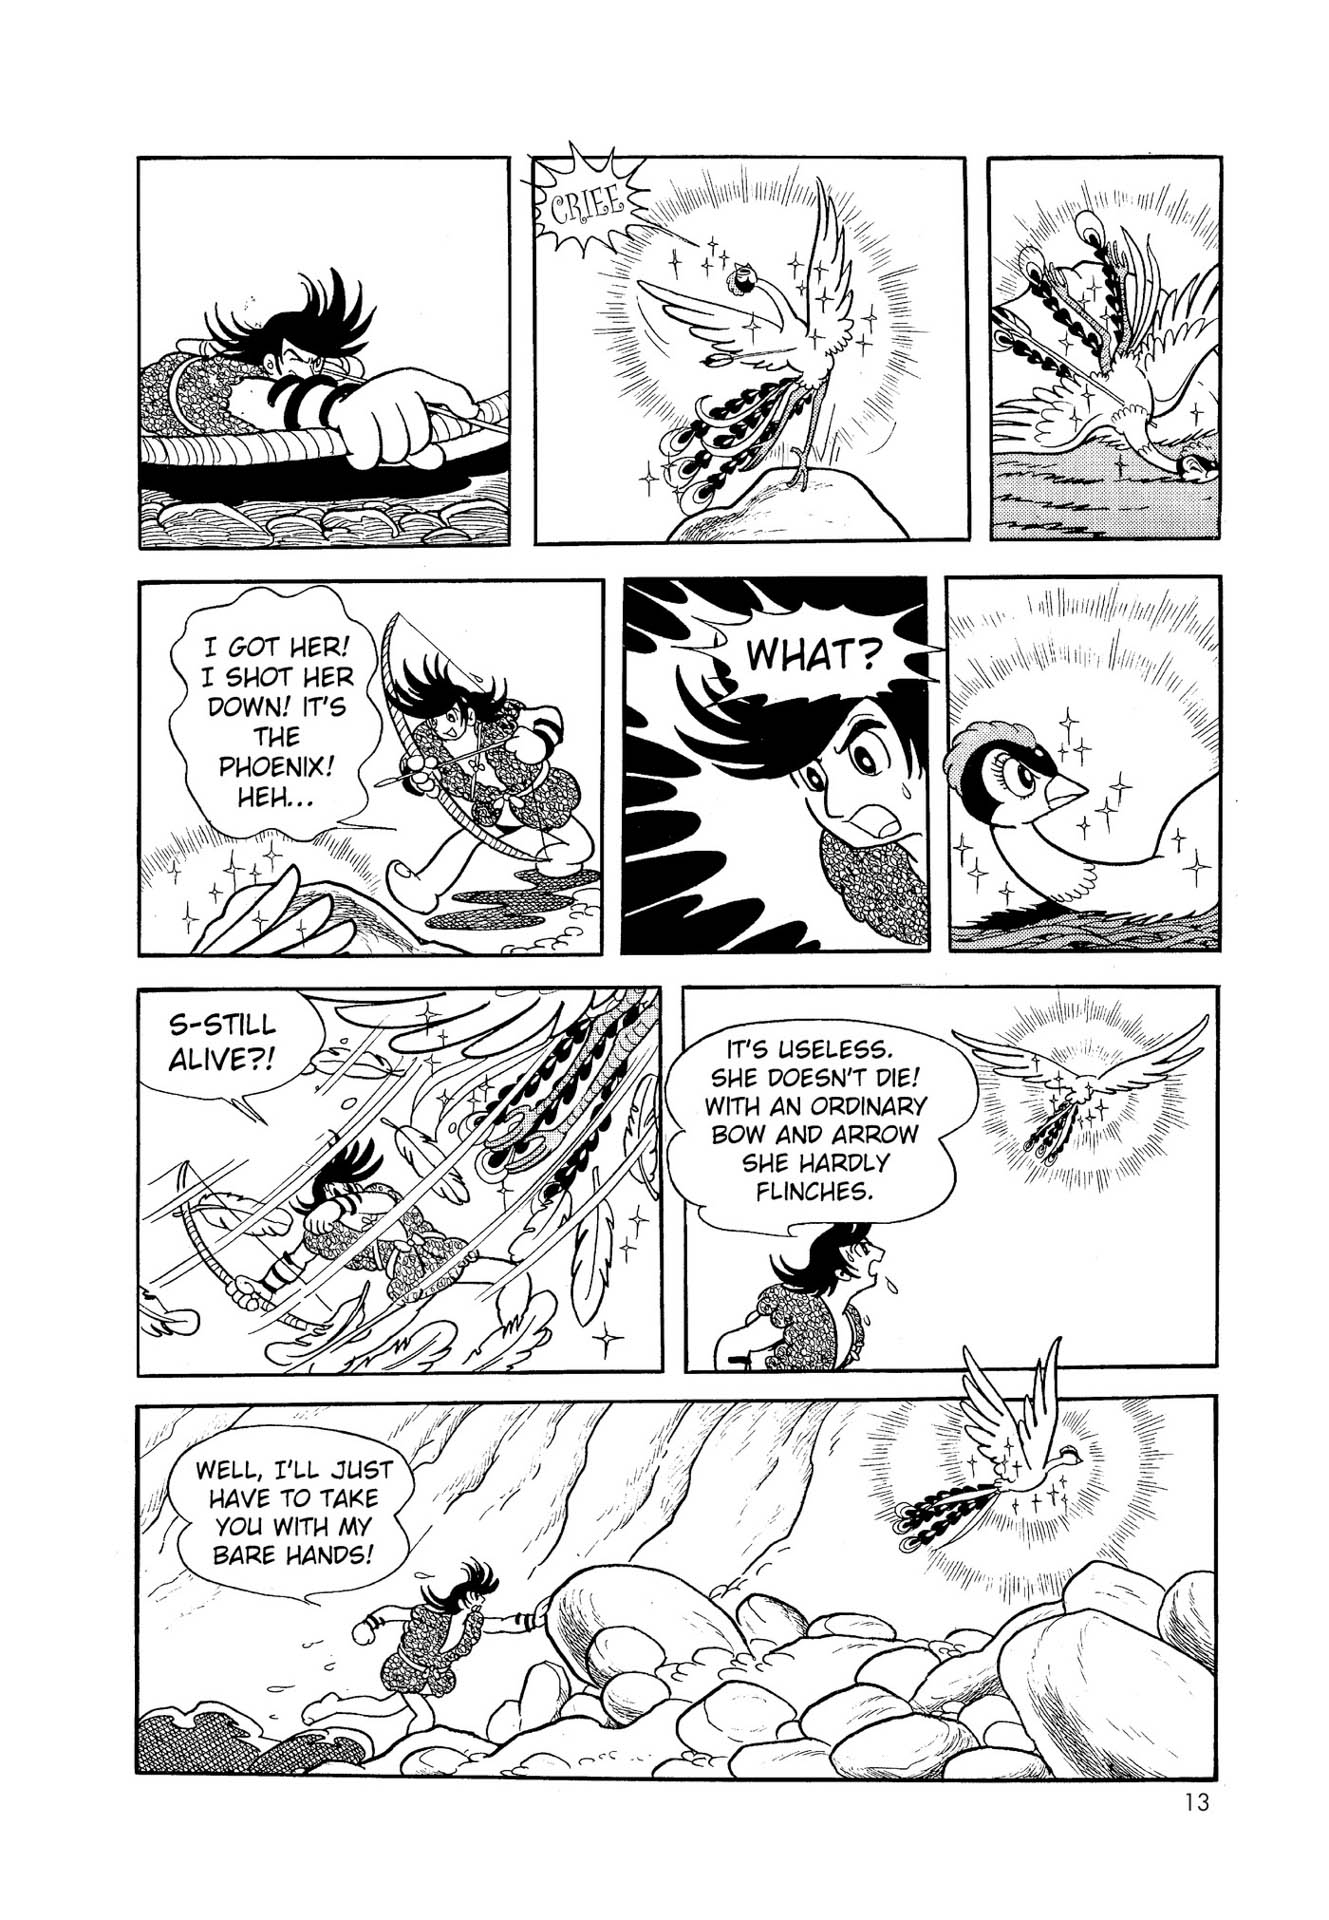 CRIEE
I GOT HER!
I SHOT HER
DOWN! IT'S
THE
PHOENIX!
HEH...
WHAT?
S-STILL
ALIVE?!
IT'S USELESS.
SHE DOESN'T DIE!
WITH AN ORDINARY
BOW AND ARROW
SHE HARDLY
FLINCHES.
WELL, I'LL JUST
HAVE TO TAKE
YOU WITH MY
BARE HANDS!
13